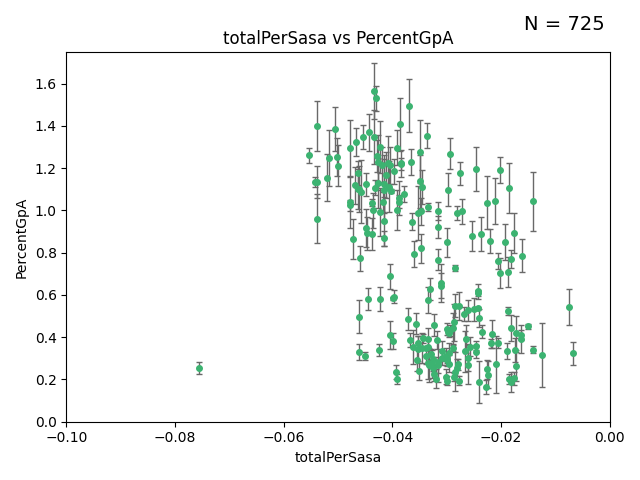 N = 725
totalPerSasa vs PercentGpA
PercentGpA
1.6
1.4
1.2
1.0
0.8
0.6
0.4
0.2
0.0
−0.10 −0.08 −0.06 −0.04 −0.02 0.00
totalPerSasa